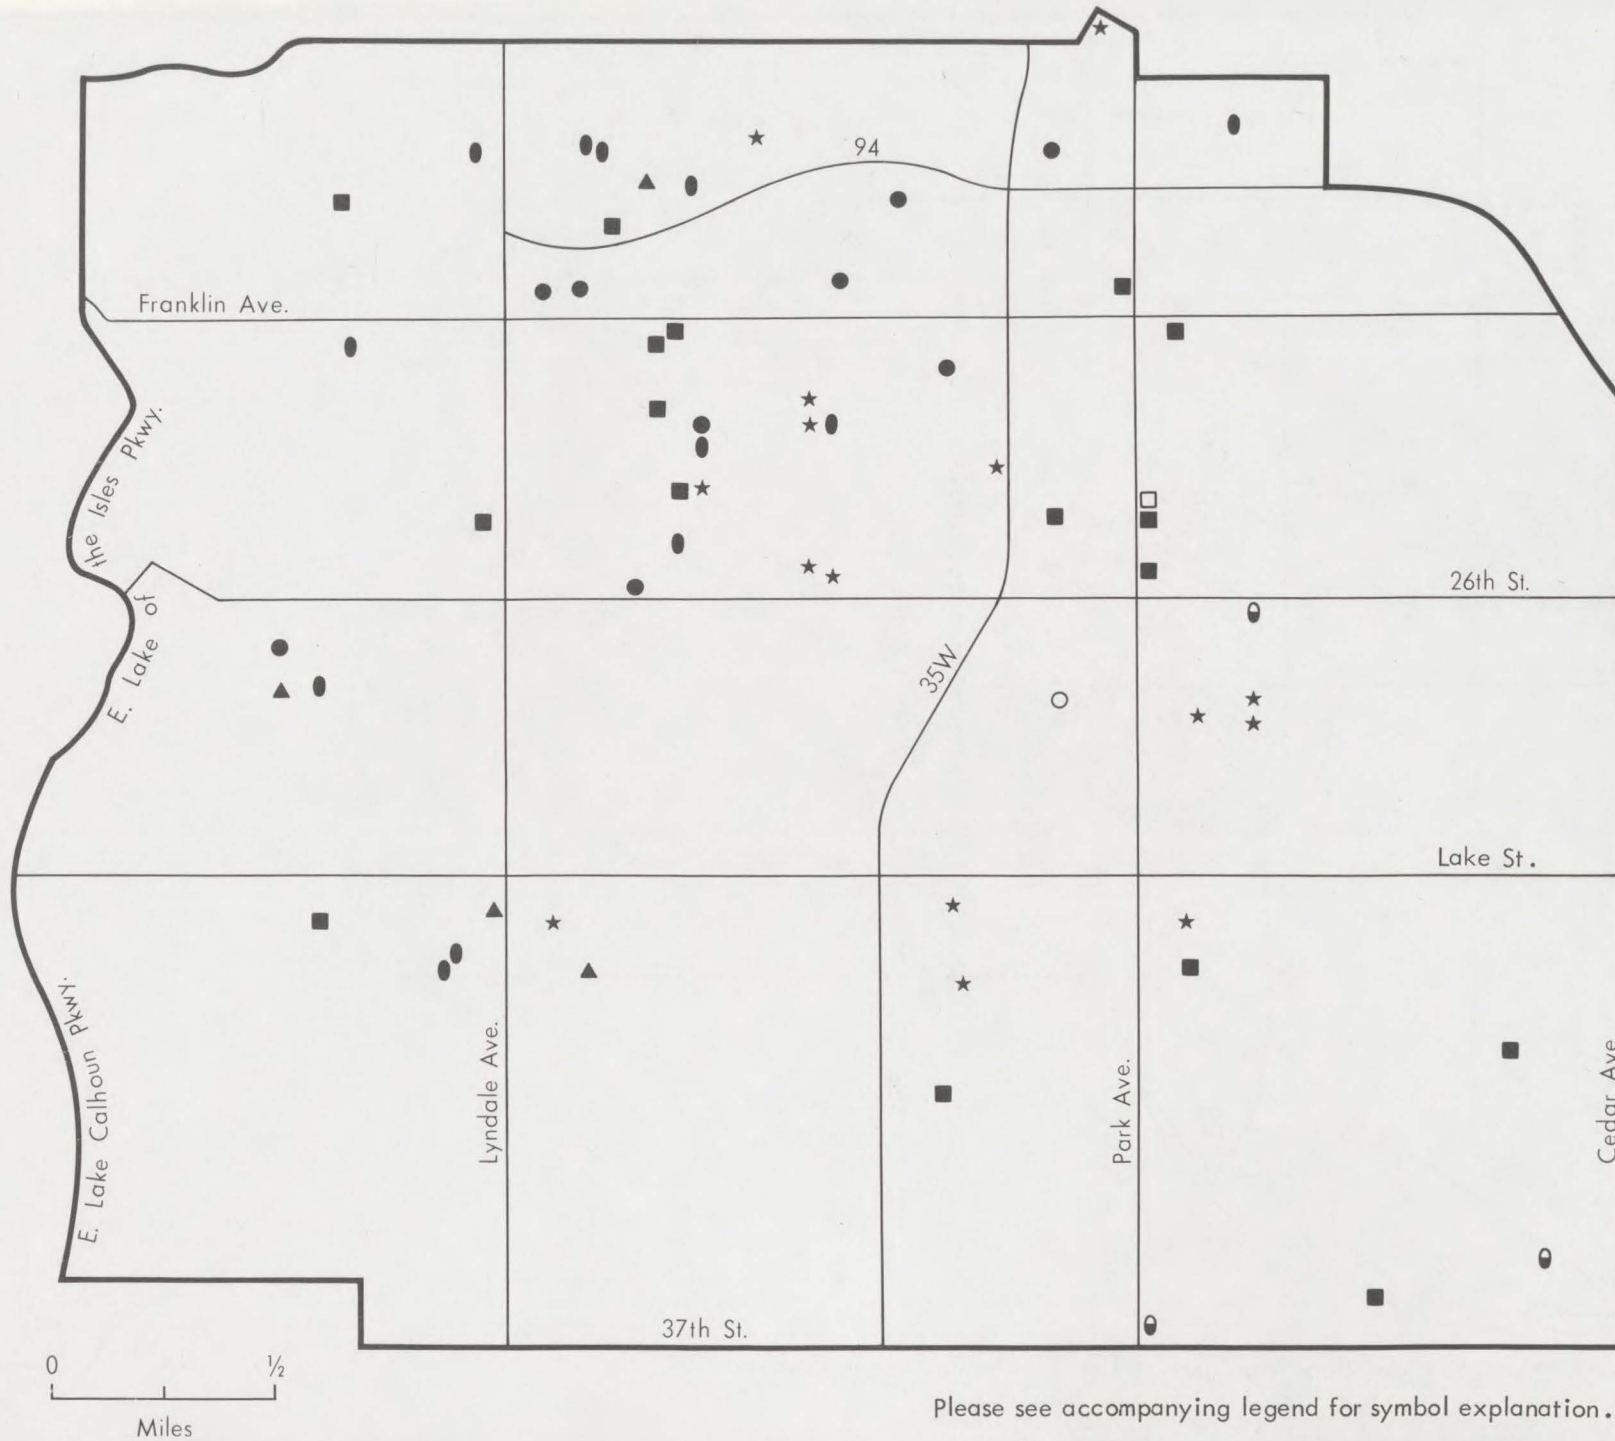 94
Franklin Ave.
E. Lake of the Isles Pkwy.
26th St.
35W
Lake St.
E. Lake Calhoun Pkwy.
Lyndale Ave.
Park Ave.
Cedar Ave
37th St.
0 ½
Miles
Please see accompanying legend for symbol explanation.